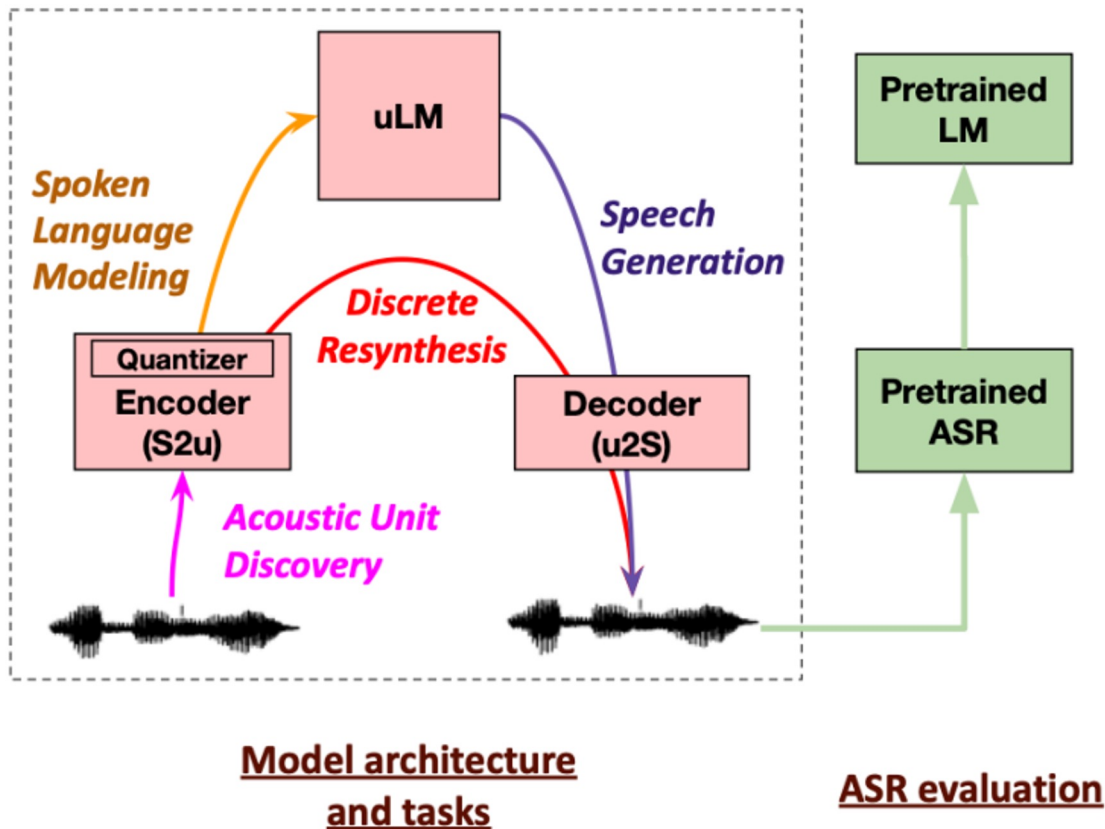 uLM
Pretrained
LM
Spoken
Language
Modeling
Speech
Generation
Discrete
Resynthesis
Quantizer
Encoder
(S2u)
Decoder
(u2S)
Pretrained
ASR
Acoustic Unit
Discovery
Model architecture
and tasks
ASR evaluation